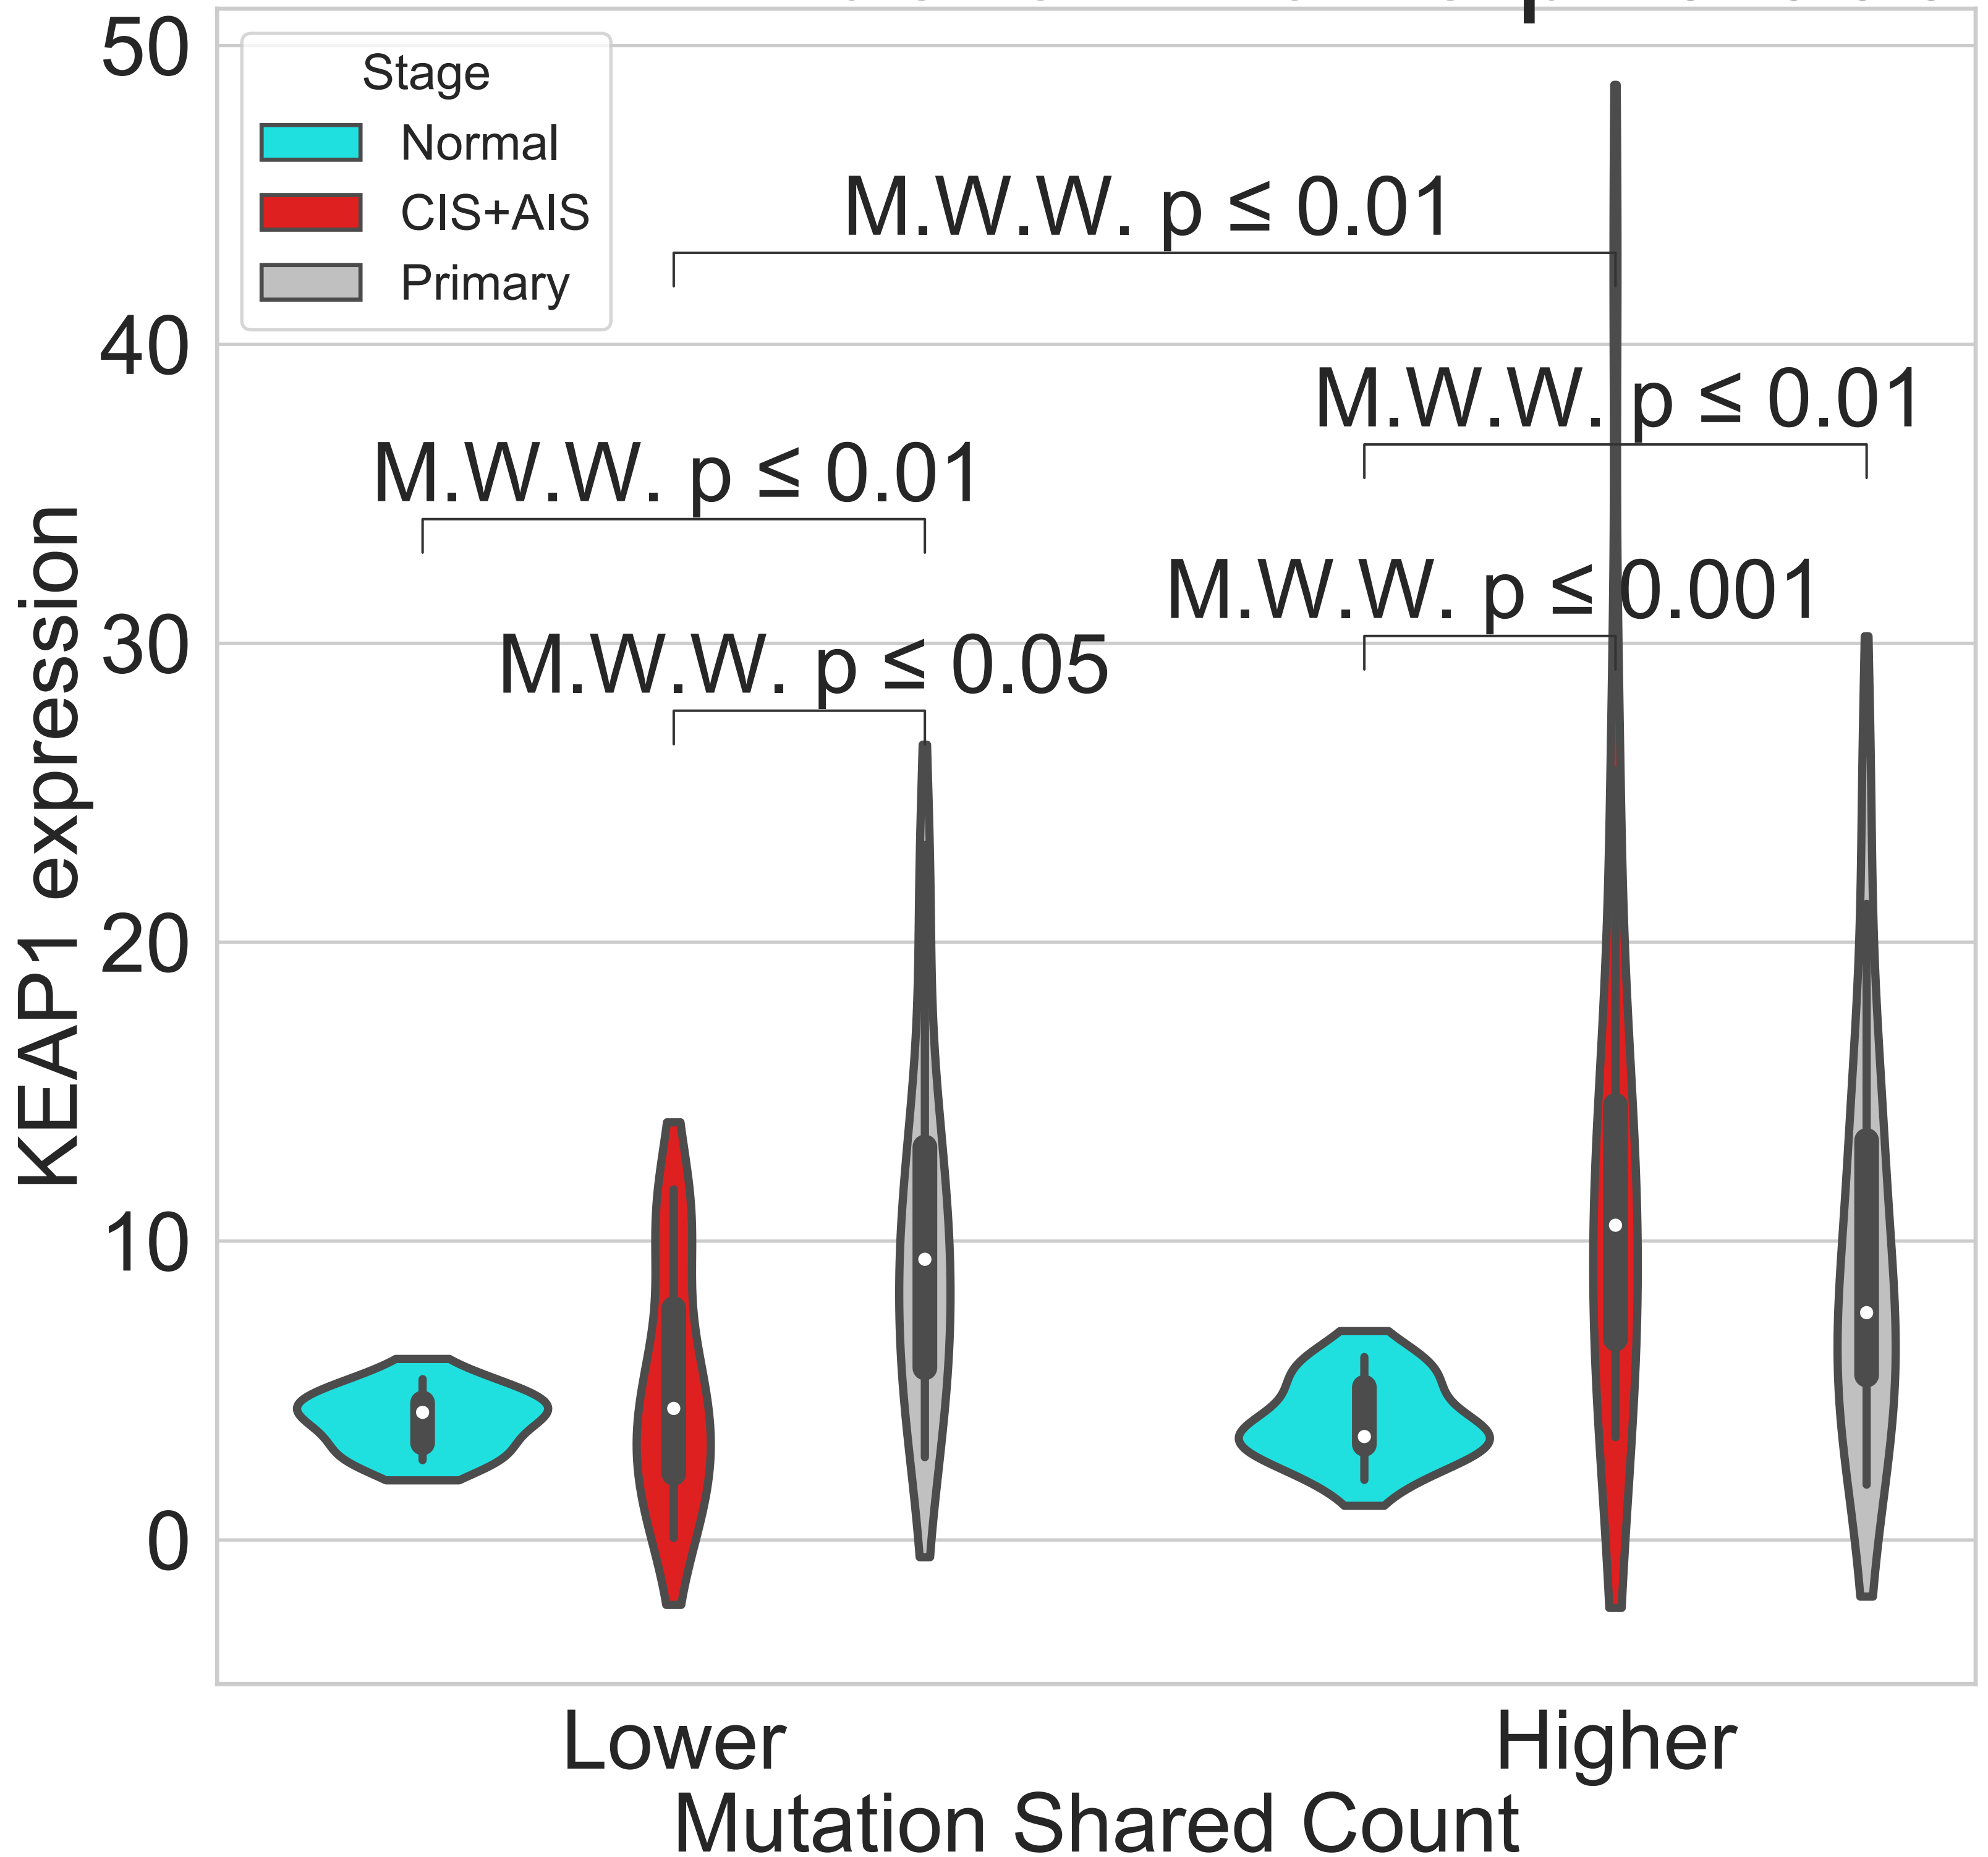 50
Stage
Normal
CIS+AIS
Primary
M.W.W. p ≤ 0.01
40
M.W.W. p ≤ 0.01
M.W.W. p ≤ 0.01
M.W.W. p ≤ 0.001
30
M.W.W. p ≤ 0.05
KEAP1 expression
20
10
0
Lower
Higher
Mutation Shared Count